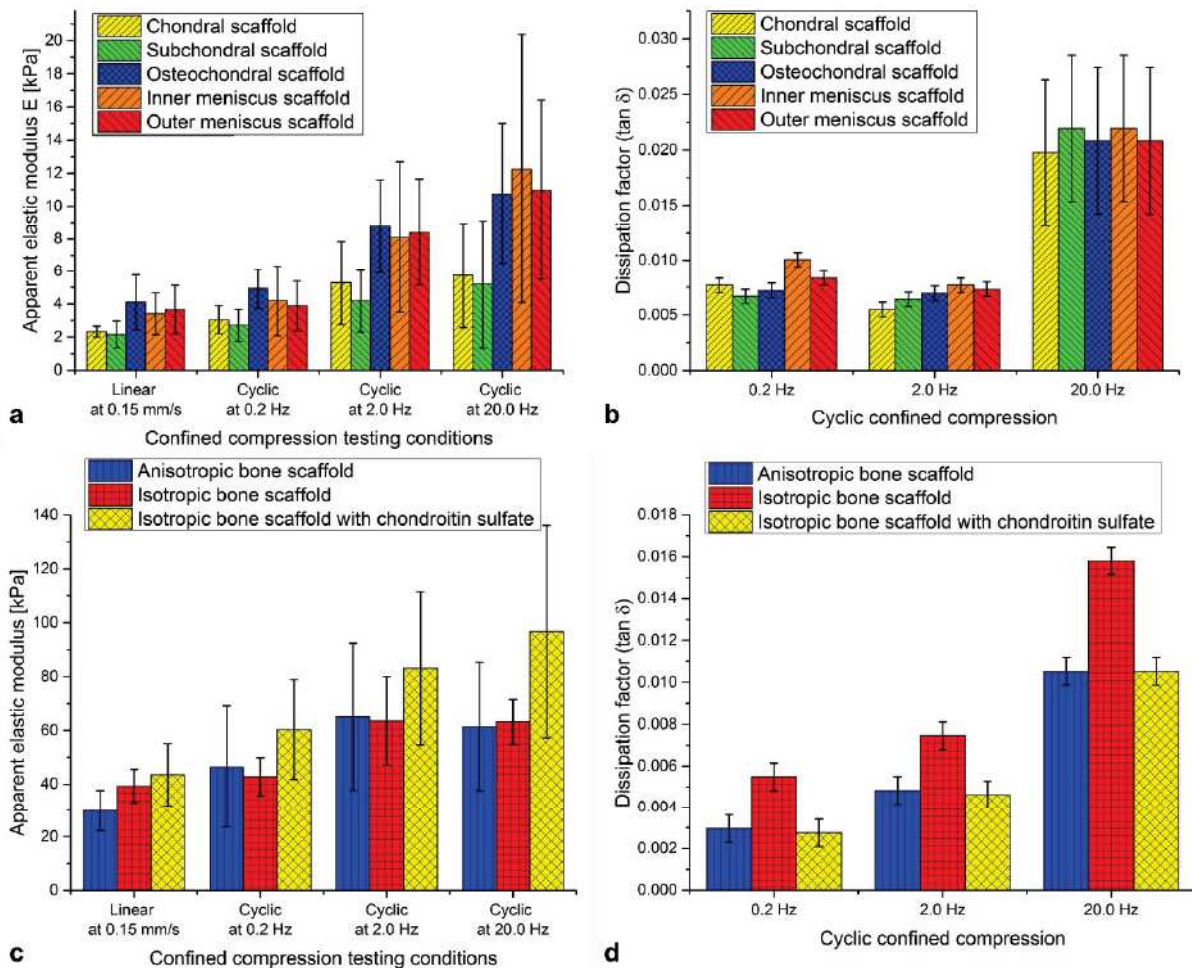 Chondral scaffold
Subchondral scaffold
Osteochondral scaffold
Inner meniscus scaffold
Outer meniscus scaffold
Apparent elastic modulus E [kPa]
20
18
16
14
12
10
8
6
4
2
0
Linear at 0.15 mm/s
Cyclic at 0.2 Hz
Cyclic at 2.0 Hz
Cyclic at 20.0 Hz
a
Confined compression testing conditions
Chondral scaffold
Subchondral scaffold
Osteochondral scaffold
Inner meniscus scaffold
Outer meniscus scaffold
Dissipation factor (tan δ)
0.030
0.025
0.020
0.015
0.010
0.005
0.000
0.2 Hz
2.0 Hz
20.0 Hz
b
Cyclic confined compression
Anisotropic bone scaffold
Isotropic bone scaffold
Isotropic bone scaffold with chondroitin sulfate
Apparent elastic modulus [kPa]
140
120
100
80
60
40
20
0
Linear at 0.15 mm/s
Cyclic at 0.2 Hz
Cyclic at 2.0 Hz
Cyclic at 20.0 Hz
c
Confined compression testing conditions
Anisotropic bone scaffold
Isotropic bone scaffold
Isotropic bone scaffold with chondroitin sulfate
Dissipation factor (tan δ)
0.018
0.016
0.014
0.012
0.010
0.008
0.006
0.004
0.002
0.000
0.2 Hz
2.0 Hz
20.0 Hz
d
Cyclic confined compression